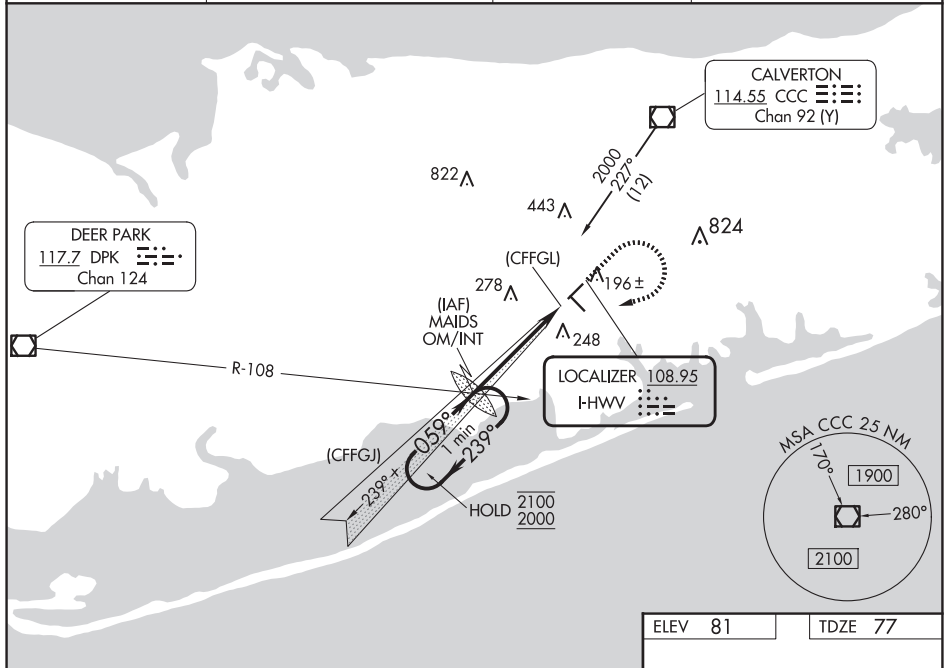 CALVERTON
114.55 CCC
Chan 92 (Y)
2000
227°
(12)
822
443
824
DEER PARK
117.7 DPK
Chan 124
(CFFGL)
278
196 ±
(IAF)
MAIDS
OM/INT
248
R-108
LOCALIZER 108.95
I-HWV
059°
1 min
239°
(CFFGJ)
239°
HOLD 2100
2000
MSA CCC 25 NM
170°
1900
280°
2100
ELEV 81
TDZE 77